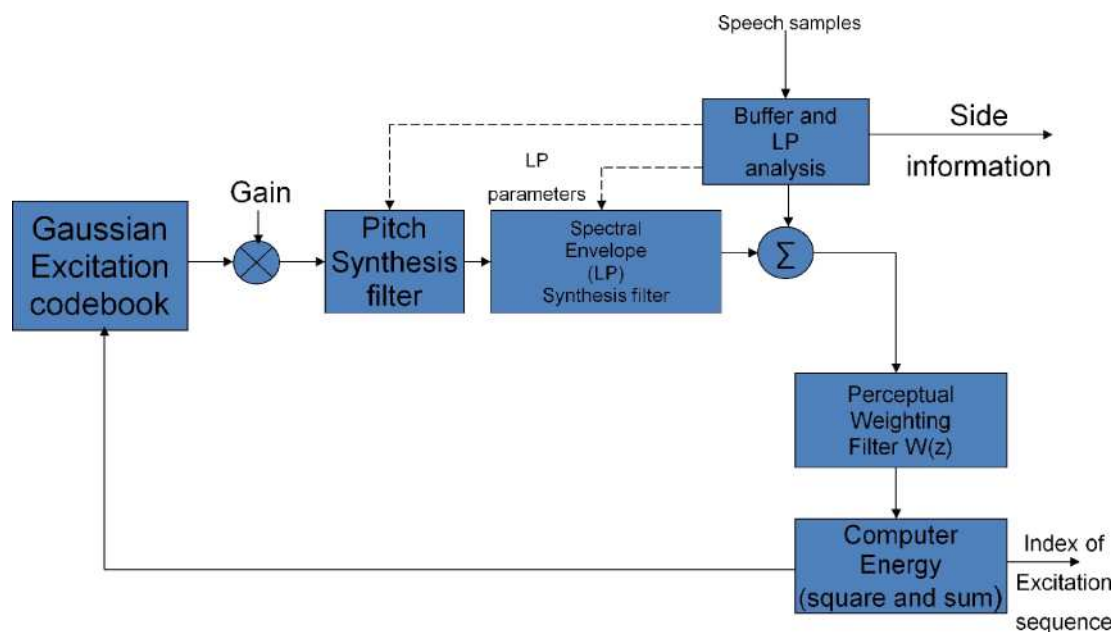 Speech samples
Buffer and
LP
analysis
Side
information
LP
parameters
Gain
Gaussian
Excitation
codebook
Pitch
Synthesis
filter
Spectral
Envelope
(LP)
Synthesis filter
Σ
Perceptual
Weighting
Filter W(z)
Computer
Energy
(square and sum)
Index of
Excitation
sequence